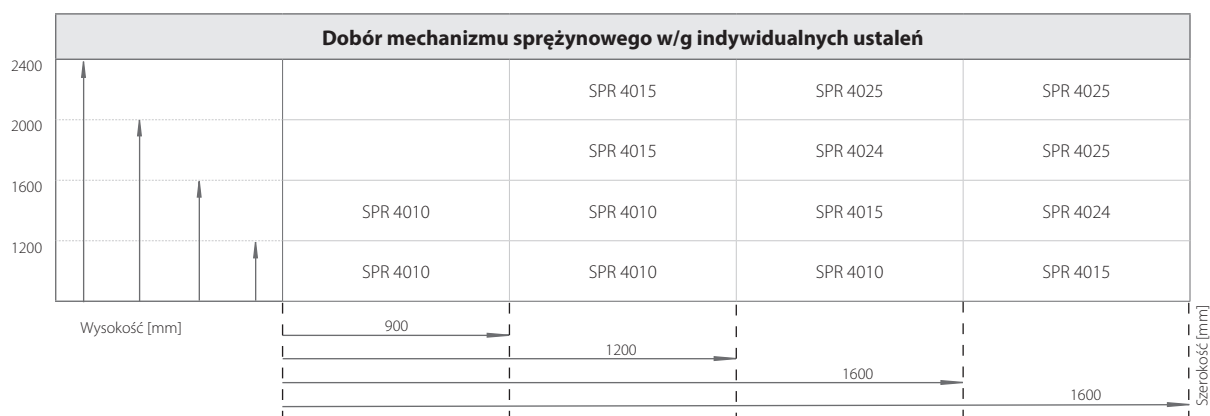 Dobór mechanizmu sprężynowego w/g indywidualnych ustaleń
2400
SPR 4015 SPR 4025 SPR 4025
2000
SPR 4015 SPR 4024 SPR 4025
1600
SPR 4010 SPR 4010 SPR 4015 SPR 4024
1200
SPR 4010 SPR 4010 SPR 4010 SPR 4015
Wysokość [mm]
900
1200
1600
1600
Szerokość [mm]